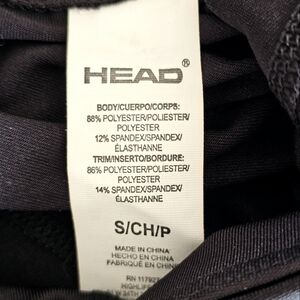 HEAD®
BODY/CUERPO/CORPS:
88% POLYESTER/POLIESTER/
POLYESTER
12% SPANDEX/SPANDEX/
ÉLASTHANNE
TRIM/INSERTO/BORDURE:
86% POLYESTER/POLIESTER/
POLYESTER
14% SPANDEX/SPANDEX/
ÉLASTHANNE
S/CH/P
MADE IN CHINA
HECHO EN CHINA
FABRIQUÉ EN CHINE
RN